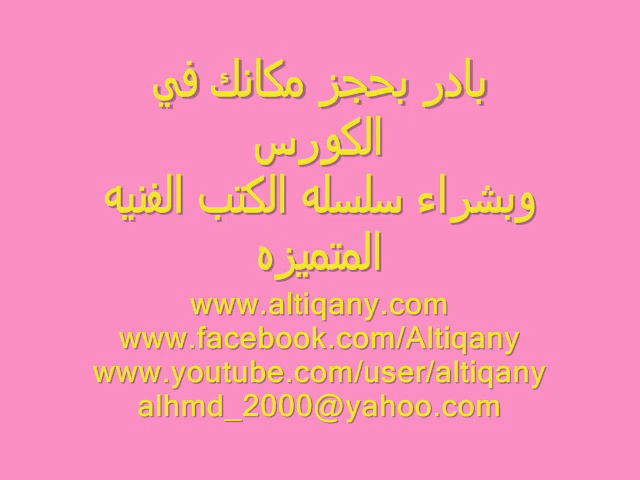 بادر بحجز مكانك في
الكورس
وبشراء سلسله الكتب الفنيه
المتميزه
www.altiqany.com
www.facebook.com/Altiqany
www.youtube.com/user/altiqany
alhmd_2000@yahoo.com